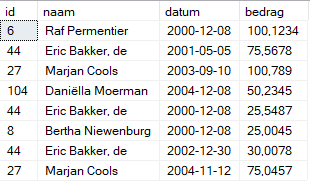 id naam datum bedrag
6 Raf Permentier 2000-12-08 100,1234
44 Eric Bakker, de 2001-05-05 75,5678
27 Marjan Cools 2003-09-10 100,789
104 Daniëlla Moerman 2004-12-08 50,2345
44 Eric Bakker, de 2000-12-08 25,5487
8 Bertha Niewenburg 2000-12-08 25,0045
44 Eric Bakker, de 2002-12-30 30,0078
27 Marjan Cools 2004-11-12 75,0457